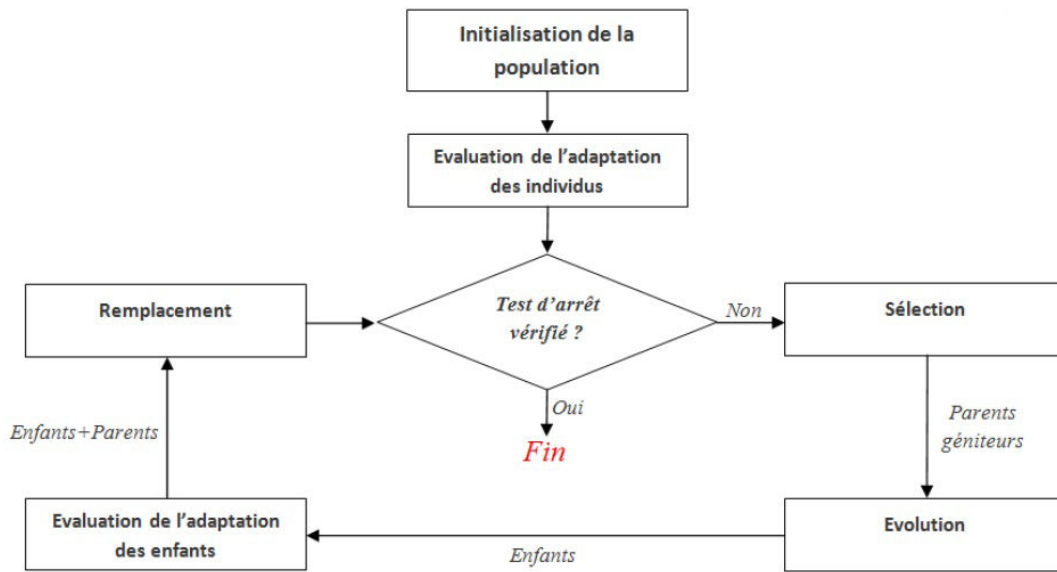 Initialisation de la
population
Evaluation de l’adaptation
des individus
Test d’arrêt
vérifié ?
Remplacement
Non
Sélection
Oui
Fin
Enfants+Parents
Parents
géniteurs
Evaluation de l’adaptation
des enfants
Enfants
Evolution